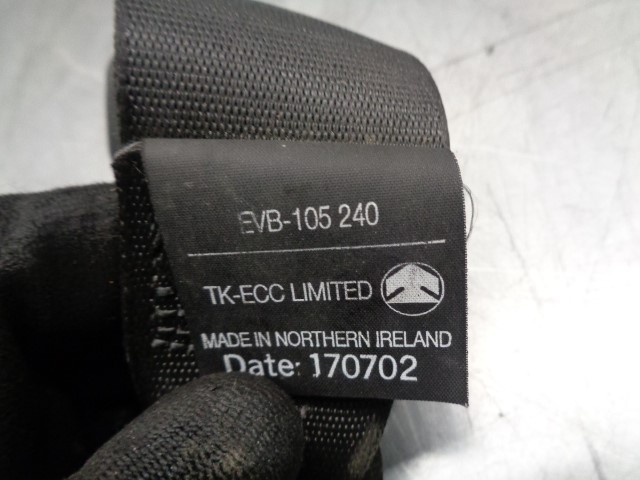 EVB-105 240
TK-ECC LIMITED
MADE IN NORTHERN IRELAND
Date: 170702